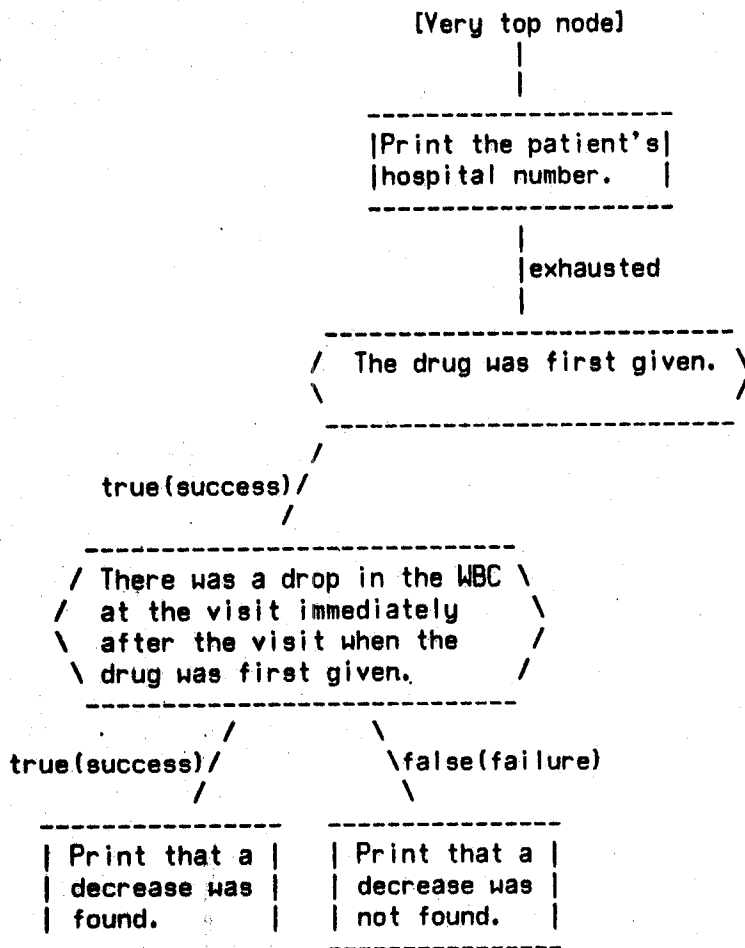 [Very top node]
Print the patient's
hospital number.
exhausted
The drug was first given.
true(success)
There was a drop in the WBC
at the visit immediately
after the visit when the
drug was first given.
true(success)
false(failure)
Print that a
decrease was
found.
Print that a
decrease was
not found.